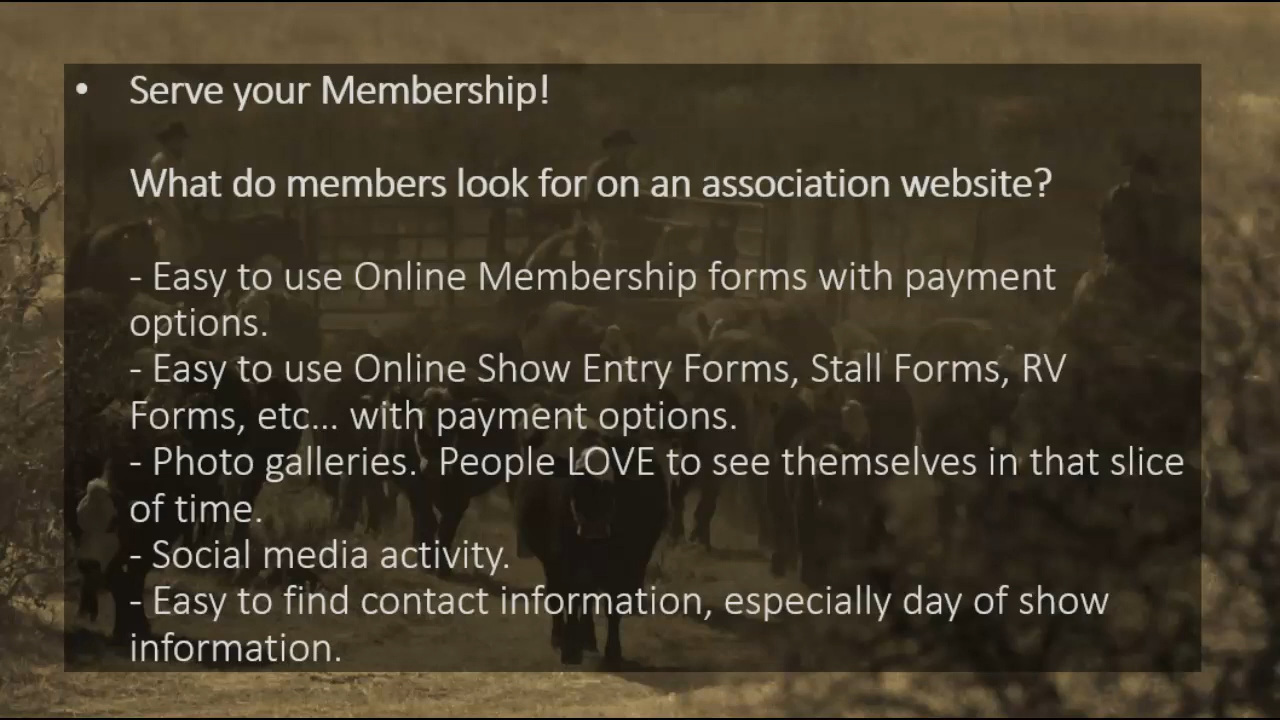 • Serve your Membership!
What do members look for on an association website?
- Easy to use Online Membership forms with payment
options.
- Easy to use Online Show Entry Forms, Stall Forms, RV
Forms, etc... with payment options.
- Photo galleries.  People LOVE to see themselves in that slice
of time.
- Social media activity.
- Easy to find contact information, especially day of show
information.